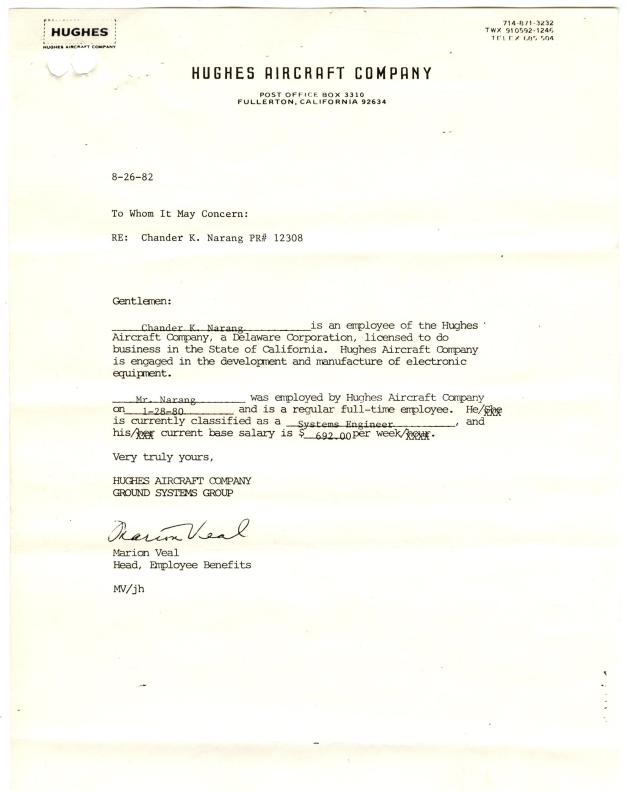 HUGHES
HUGHES AIRCRAFT COMPANY
714-871-3232
TWX 910592-1246
TELEX 685 504
HUGHES AIRCRAFT COMPANY
POST OFFICE BOX 3310
FULLERTON, CALIFORNIA 92634
8-26-82
To Whom It May Concern:
RE: Chander K. Narang PR# 12308
Gentlemen:
Chander K. Narang is an employee of the Hughes
Aircraft Company, a Delaware Corporation, licensed to do
business in the State of California. Hughes Aircraft Company
is engaged in the development and manufacture of electronic
equipment.
Mr. Narang was employed by Hughes Aircraft Company
on 1-28-80 and is a regular full-time employee. He/she
is currently classified as a Systems Engineer, and
his/her current base salary is $ 692.00 per week/hour.
Very truly yours,
HUGHES AIRCRAFT COMPANY
GROUND SYSTEMS GROUP
Marion Veal
Marion Veal
Head, Employee Benefits
MV/jh